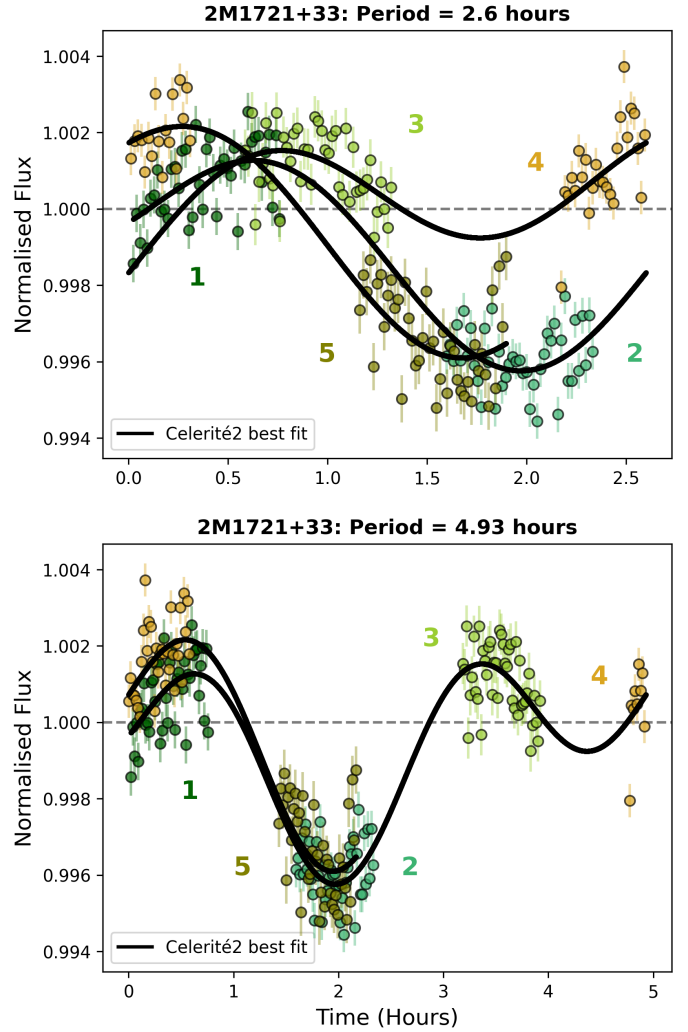 2M1721+33: Period = 2.6 hours
Normalised Flux
1.004
1.002
1.000
0.998
0.996
0.994
3
4
1
5
2
Celerité2 best fit
0.0 0.5 1.0 1.5 2.0 2.5
2M1721+33: Period = 4.93 hours
Normalised Flux
1.004
1.002
1.000
0.998
0.996
0.994
3
4
1
5
2
Celerité2 best fit
0 1 2 3 4 5
Time (Hours)